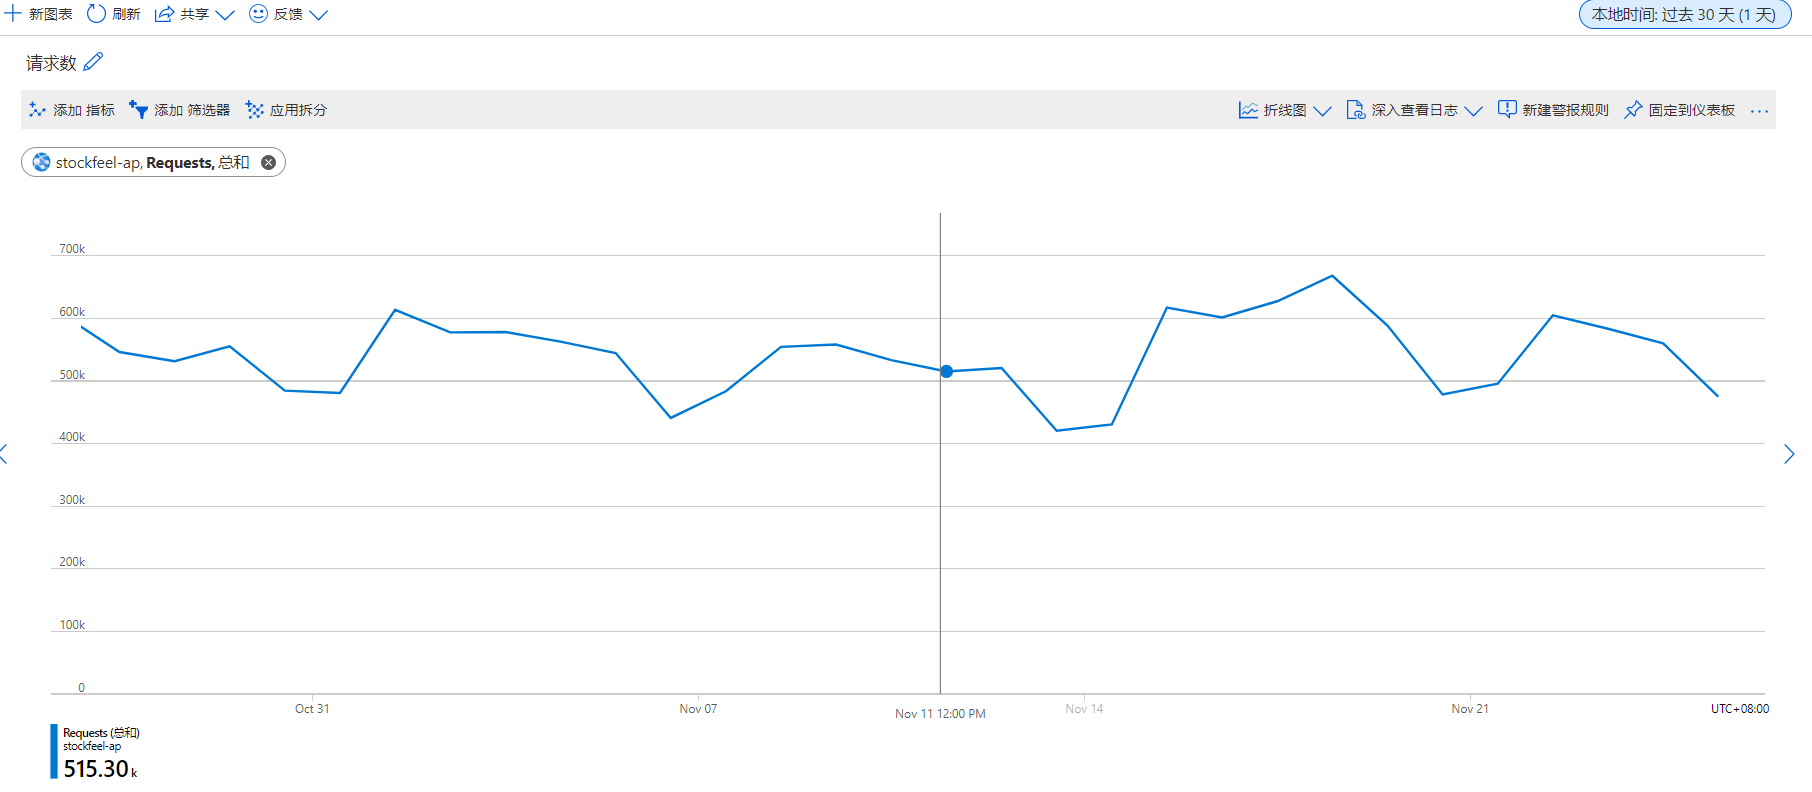 新图表 刷新 共享 反馈 本地时间: 过去 30 天 (1 天)
请求数
添加 指标 添加 筛选器 应用拆分 折线图 深入查看日志 新建警报规则 固定到仪表板 ...
stockfeel-ap, Requests, 总和
700k
600k
500k
400k
300k
200k
100k
0
Oct 31 Nov 07 Nov 11 12:00 PM Nov 14 Nov 21 UTC+08:00
Requests (总和)
stockfeel-ap
515.30 k